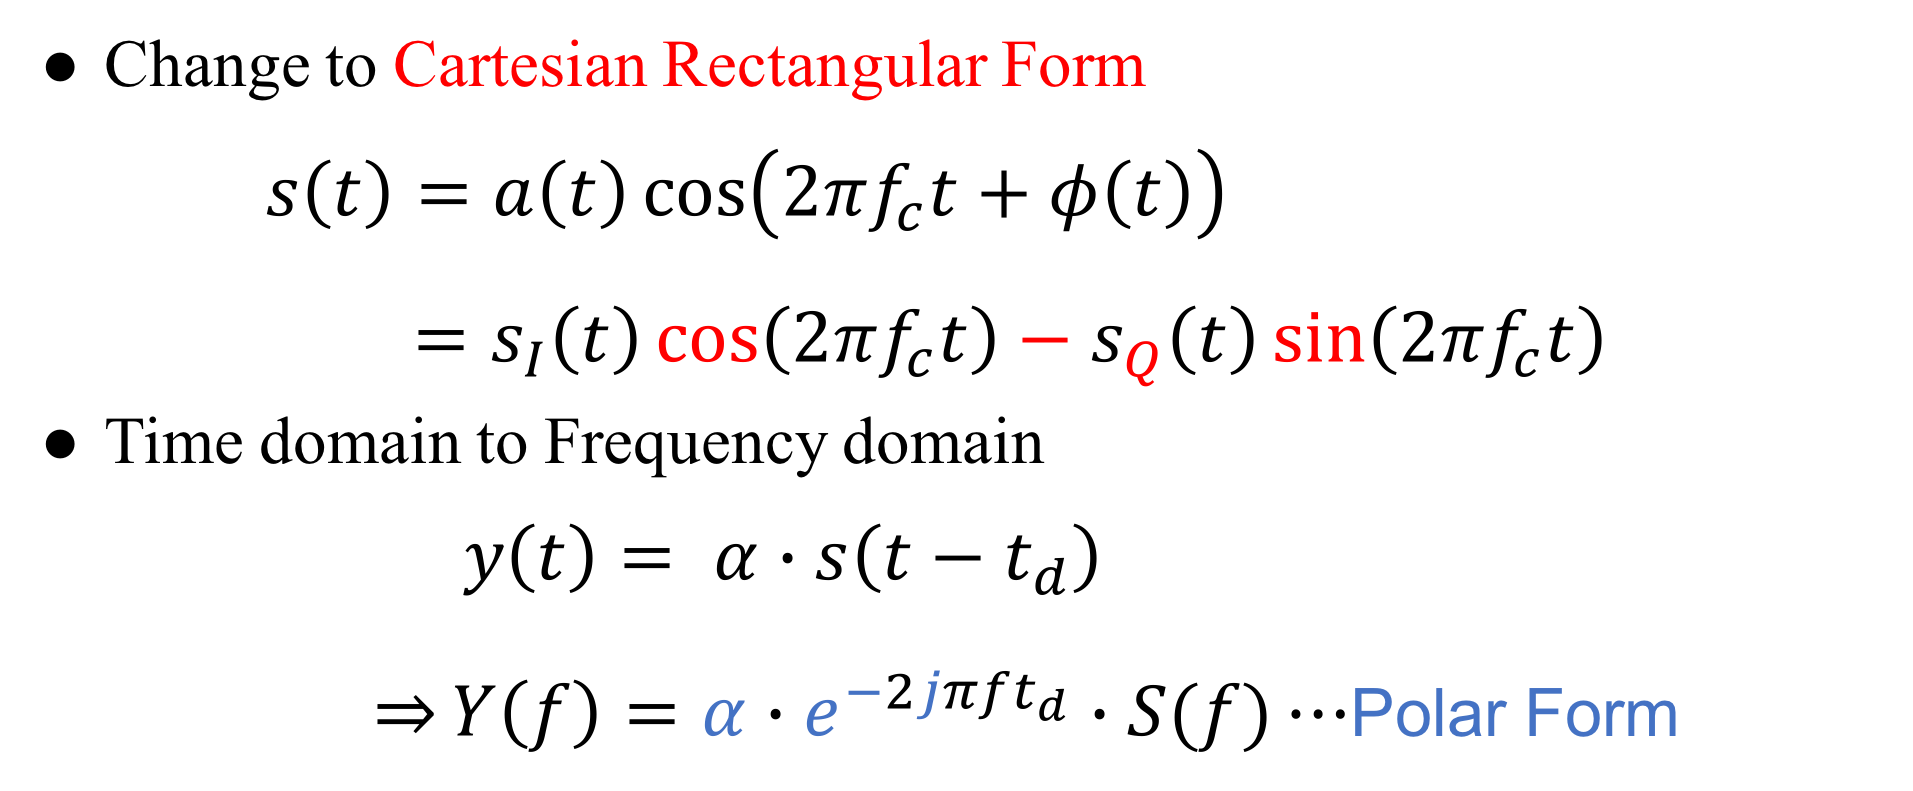 ● Change to Cartesian Rectangular Form
s(t) = a(t) cos(2πf_c t + ϕ(t))
= s_I(t) cos(2πf_c t) − s_Q(t) sin(2πf_c t)
● Time domain to Frequency domain
y(t) = α · s(t − t_d)
⇒ Y(f) = α · e^{−2jπft_d} · S(f) ⋯Polar Form